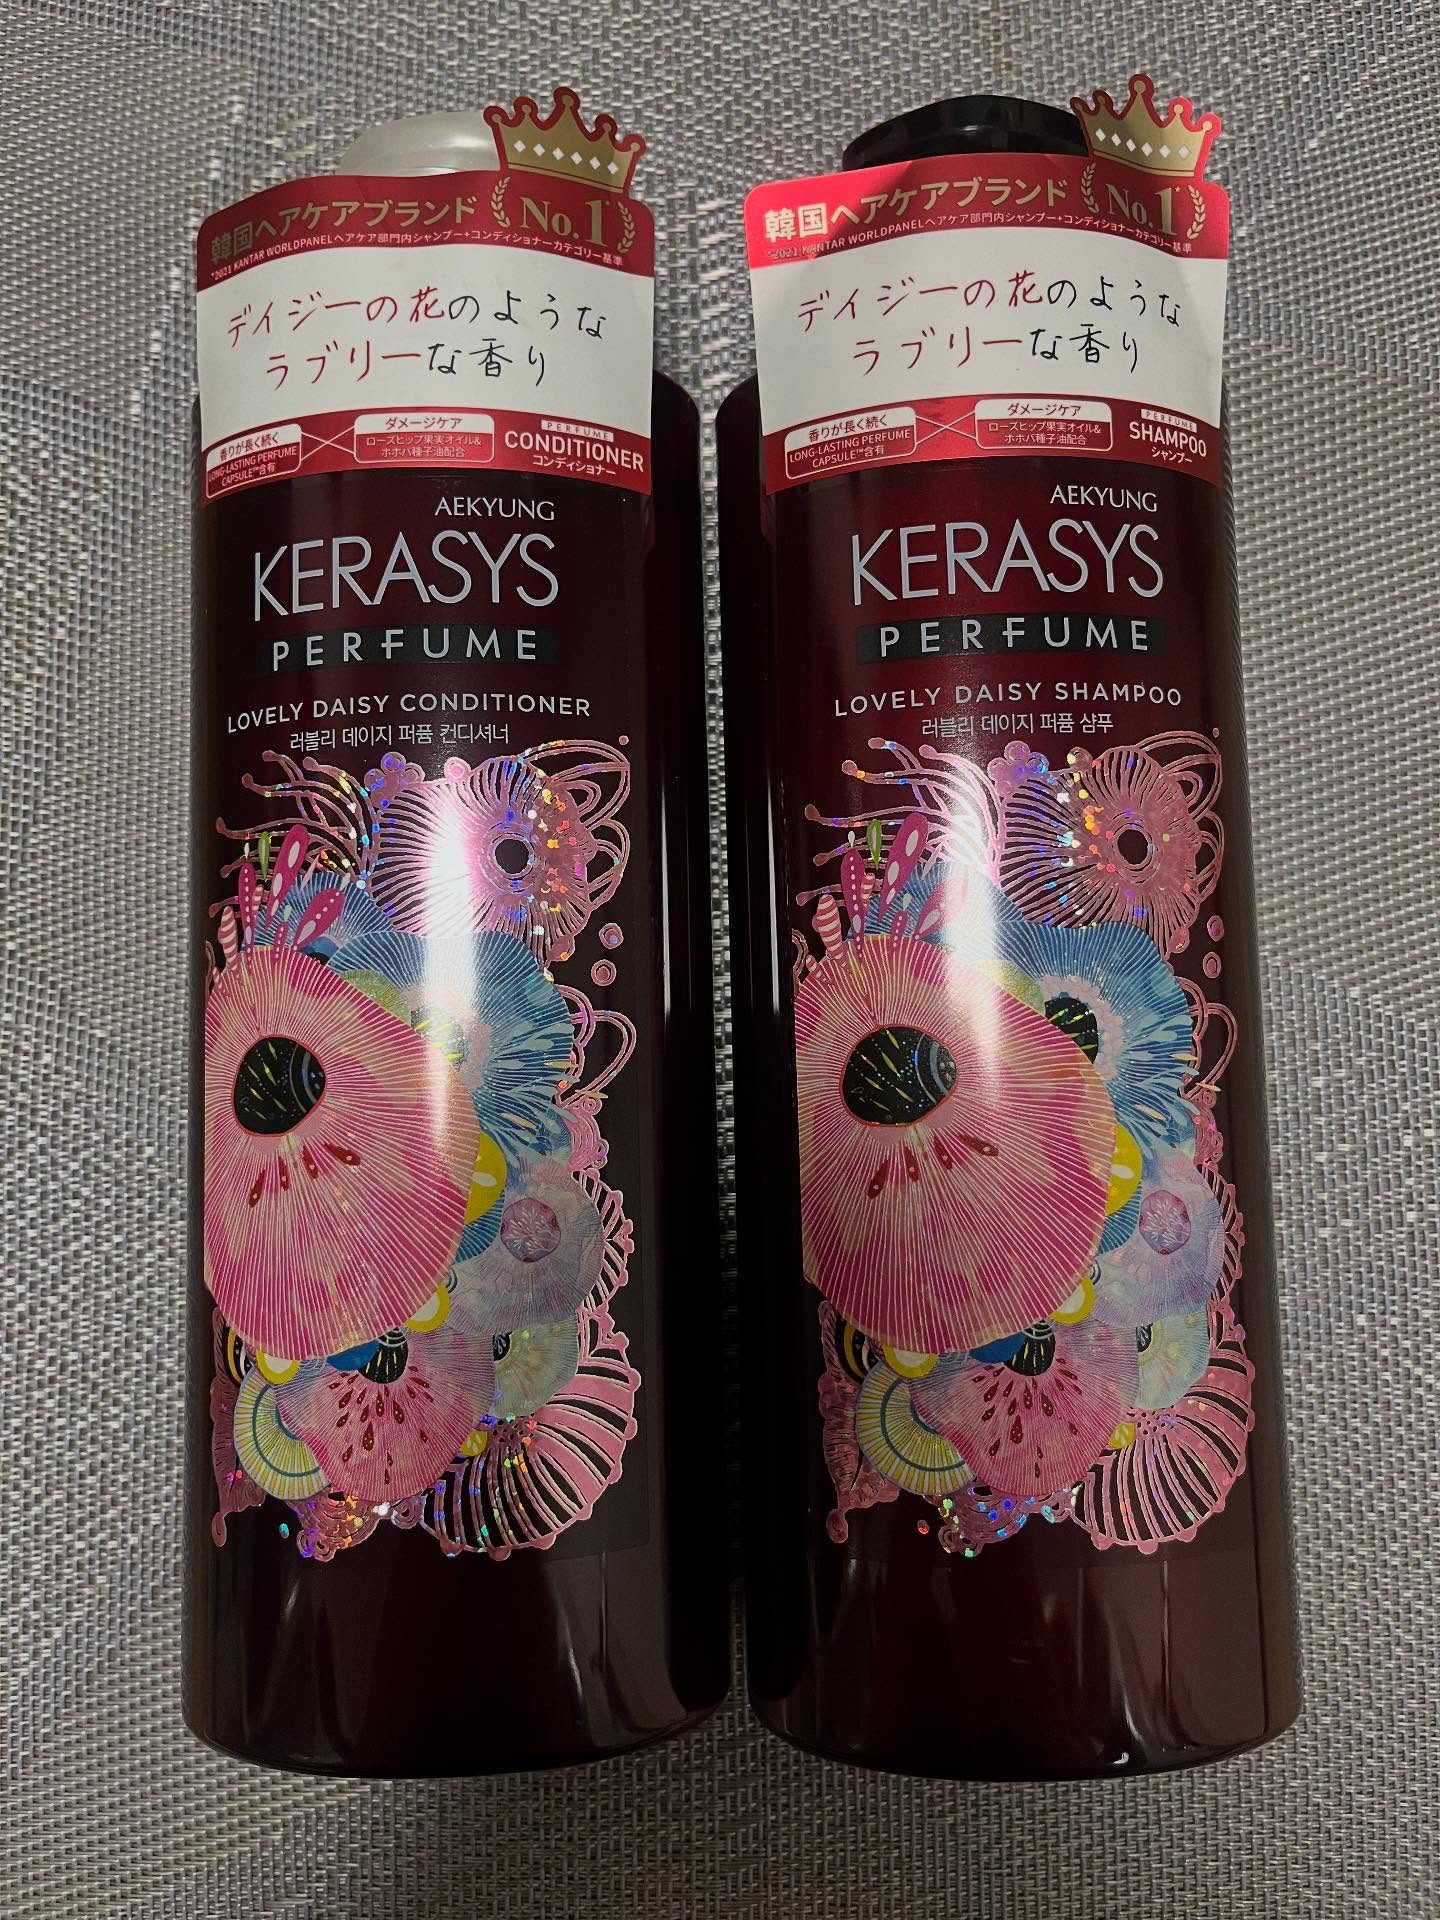 韓国ヘアケアブランド No.1*
*2021 KANTAR WORLDPANELヘアケア部門内シャンプー+コンディショナーカテゴリー基準
デイジーの花のような
ラブリーな香り
香りが長く続く
LONG-LASTING PERFUME
CAPSULE™含有
ダメージケア
ローズヒップ果実オイル&
ホホバ種子油配合
PERFUME
CONDITIONER
コンディショナー
AEKYUNG
KERASYS
PERFUME
LOVELY DAISY CONDITIONER
러블리 데이지 퍼퓸 컨디셔너
韓国ヘアケアブランド No.1*
*2021 KANTAR WORLDPANELヘアケア部門内シャンプー+コンディショナーカテゴリー基準
デイジーの花のような
ラブリーな香り
香りが長く続く
LONG-LASTING PERFUME
CAPSULE™含有
ダメージケア
ローズヒップ果実オイル&
ホホバ種子油配合
PERFUME
SHAMPOO
シャンプー
AEKYUNG
KERASYS
PERFUME
LOVELY DAISY SHAMPOO
러블리 데이지 퍼퓸 샴푸